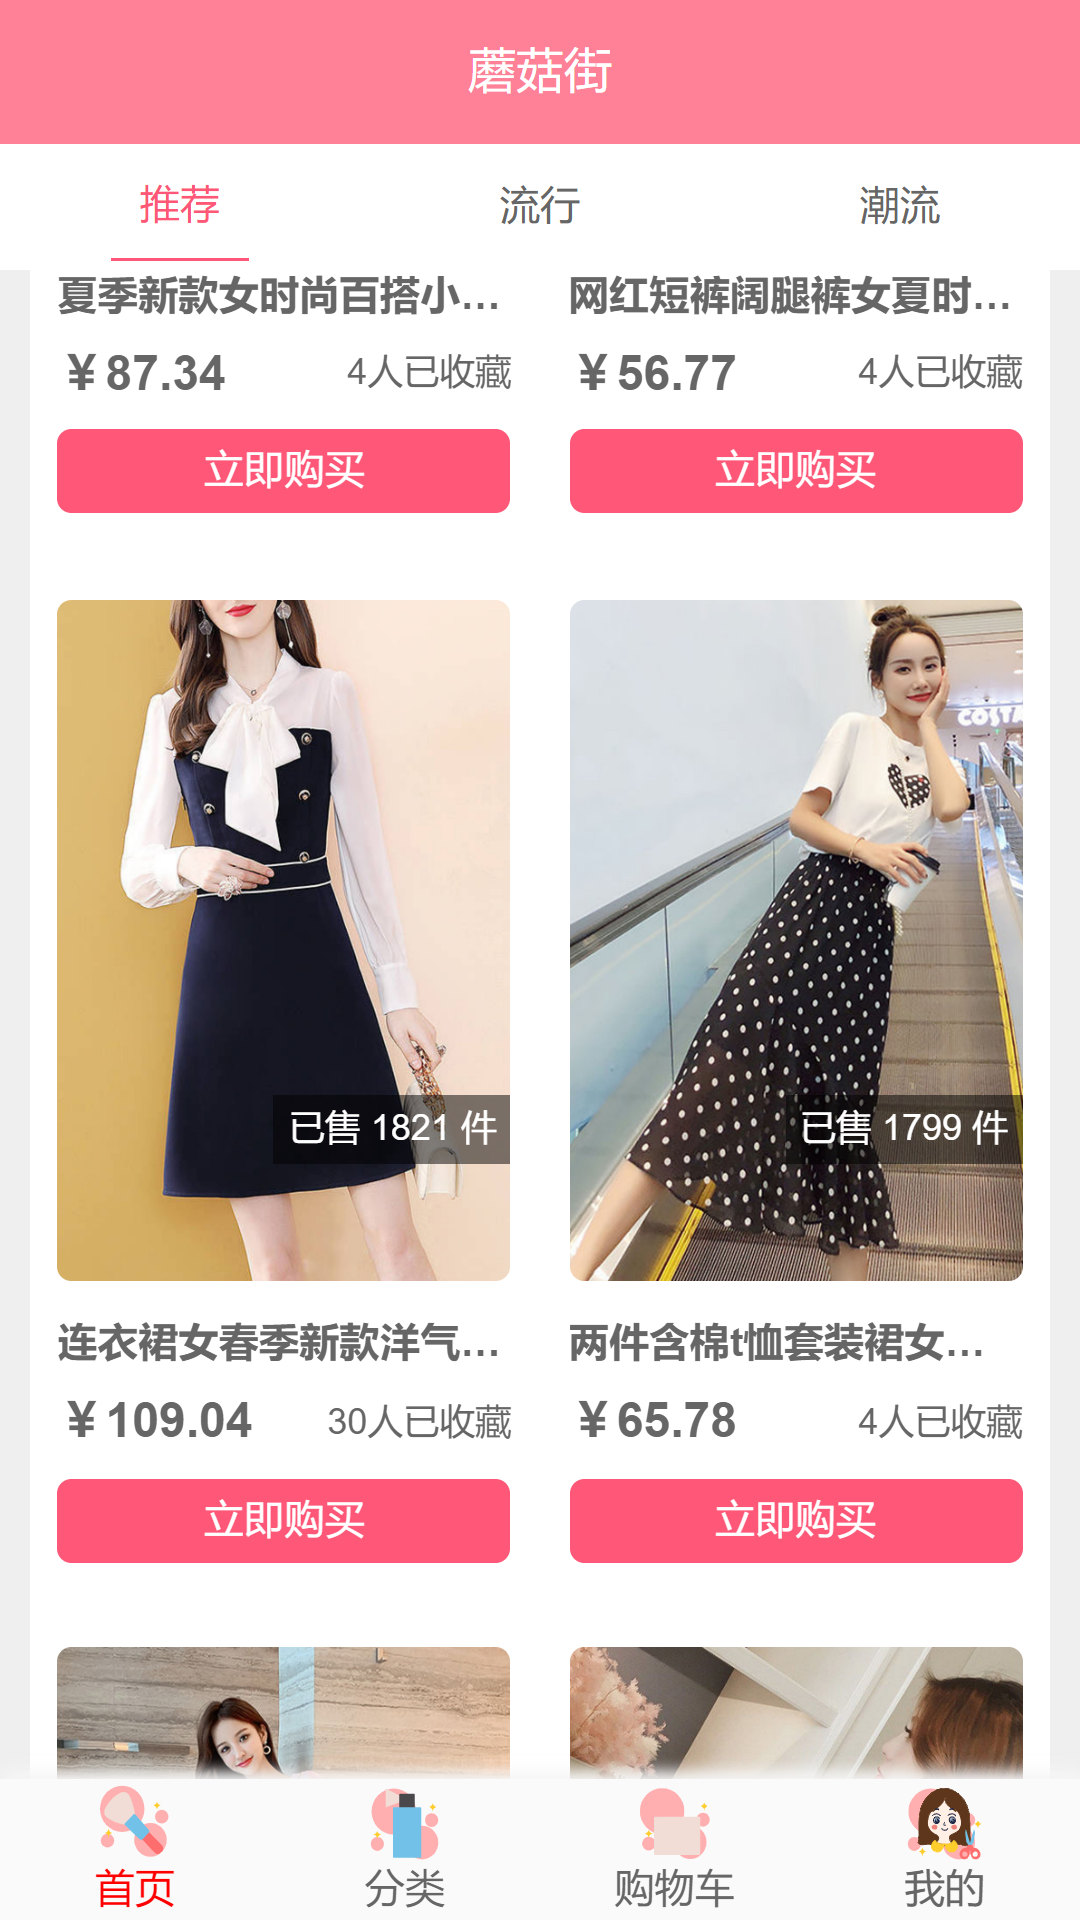 蘑菇街
推荐 流行 潮流
夏季新款女时尚百搭小... 网红短裤阔腿裤女夏时...
￥87.34 4人已收藏 ￥56.77 4人已收藏
立即购买 立即购买
COSTA
已售 1821 件 已售 1799 件
连衣裙女春季新款洋气... 两件含棉t恤套装裙女...
￥109.04 30人已收藏 ￥65.78 4人已收藏
立即购买 立即购买
首页 分类 购物车 我的